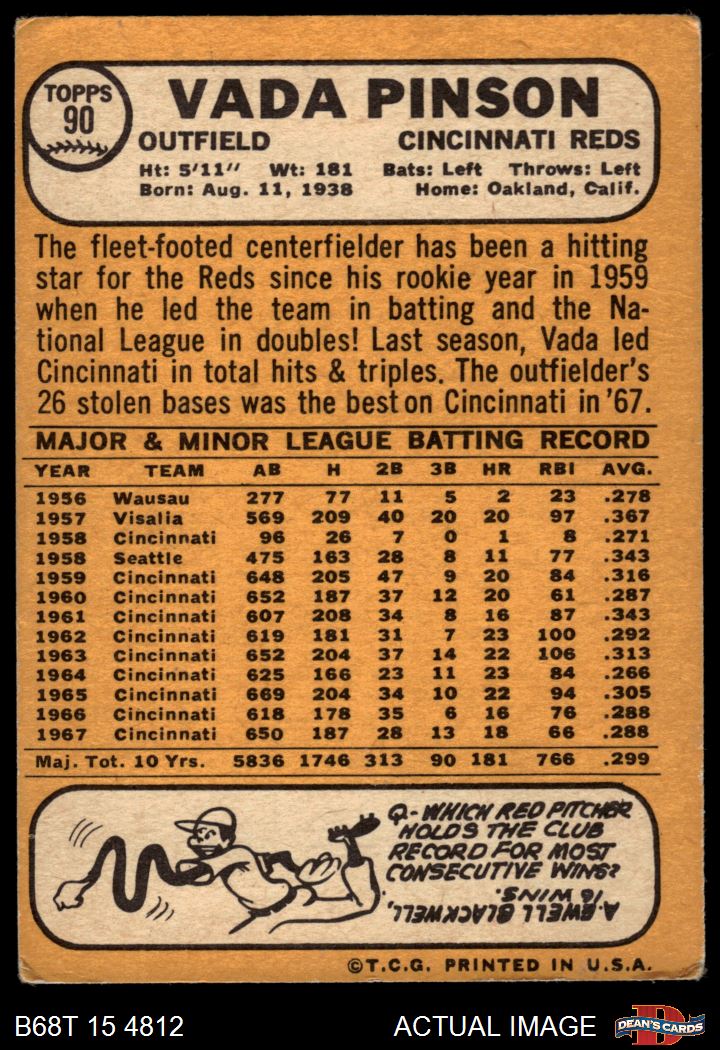 TOPPS
90
VADA PINSON
OUTFIELD CINCINNATI REDS
Ht: 5'11" Wt: 181 Bats: Left Throws: Left
Born: Aug. 11, 1938 Home: Oakland, Calif.
The fleet-footed centerfielder has been a hitting
star for the Reds since his rookie year in 1959
when he led the team in batting and the Na-
tional League in doubles! Last season, Vada led
Cincinnati in total hits & triples. The outfielder's
26 stolen bases was the best on Cincinnati in '67.
MAJOR & MINOR LEAGUE BATTING RECORD
YEAR TEAM AB H 2B 3B HR RBI AVG.
1956 Wausau 277 77 11 5 2 23 .278
1957 Visalia 569 209 40 20 20 97 .367
1958 Cincinnati 96 26 7 0 1 8 .271
1958 Seattle 475 163 28 8 11 77 .343
1959 Cincinnati 648 205 47 9 20 84 .316
1960 Cincinnati 652 187 37 12 20 61 .287
1961 Cincinnati 607 208 34 8 16 87 .343
1962 Cincinnati 619 181 31 7 23 100 .292
1963 Cincinnati 652 204 37 14 22 106 .313
1964 Cincinnati 625 166 23 11 23 84 .266
1965 Cincinnati 669 204 34 10 22 94 .305
1966 Cincinnati 618 178 35 6 16 76 .288
1967 Cincinnati 650 187 28 13 18 66 .288
Maj. Tot. 10 Yrs. 5836 1746 313 90 181 766 .299
Q-WHICH RED PITCHER
HOLDS THE CLUB
RECORD FOR MOST
CONSECUTIVE WINS?
A. EWELL BLACKWELL,
16 WINS.
©T.C.G. PRINTED IN U.S.A.
B68T 15 4812 ACTUAL IMAGE
D
DEAN'S CARDS